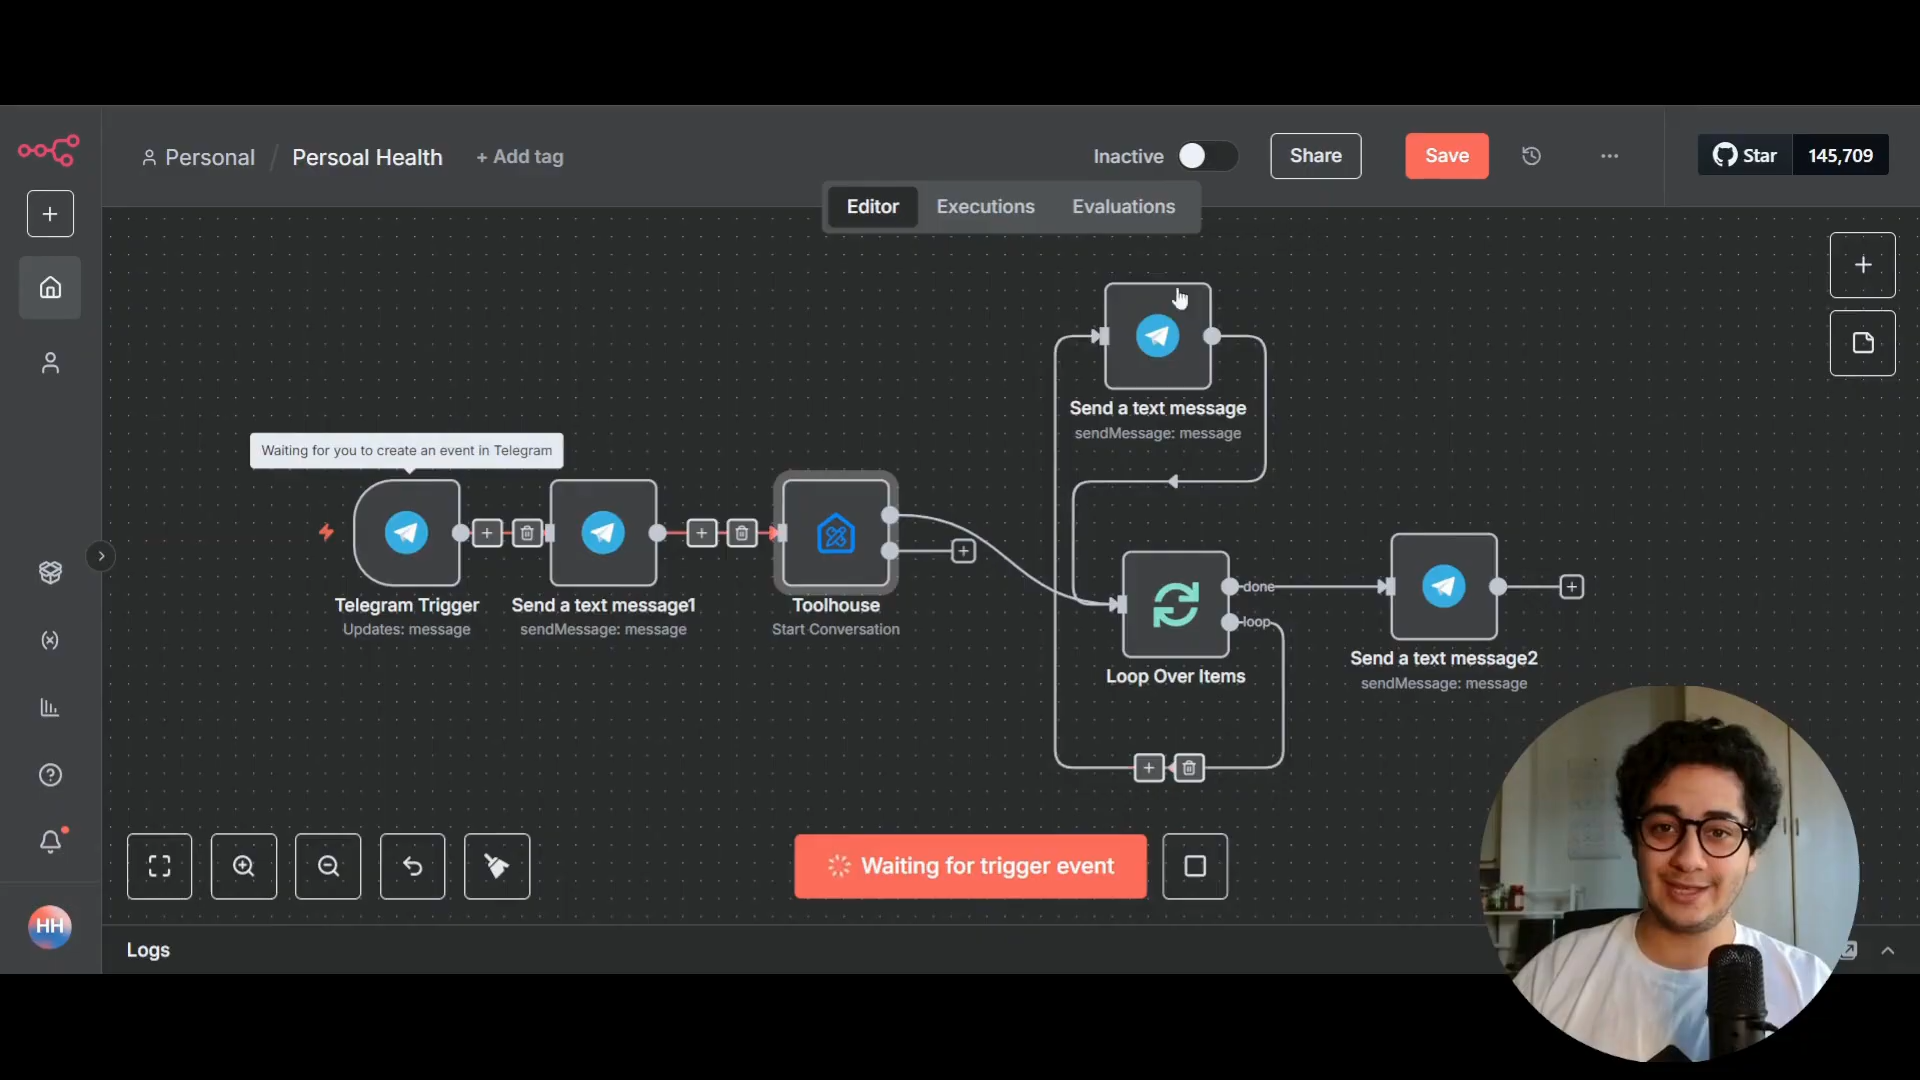 Personal / Persoal Health + Add tag
Inactive
Share
Save
Star 145,709
Editor Executions Evaluations
Send a text message
sendMessage: message
Waiting for you to create an event in Telegram
Telegram Trigger
Updates: message
Send a text message1
sendMessage: message
Toolhouse
Start Conversation
done
loop
Loop Over Items
Send a text message2
sendMessage: message
Waiting for trigger event
HH
Logs